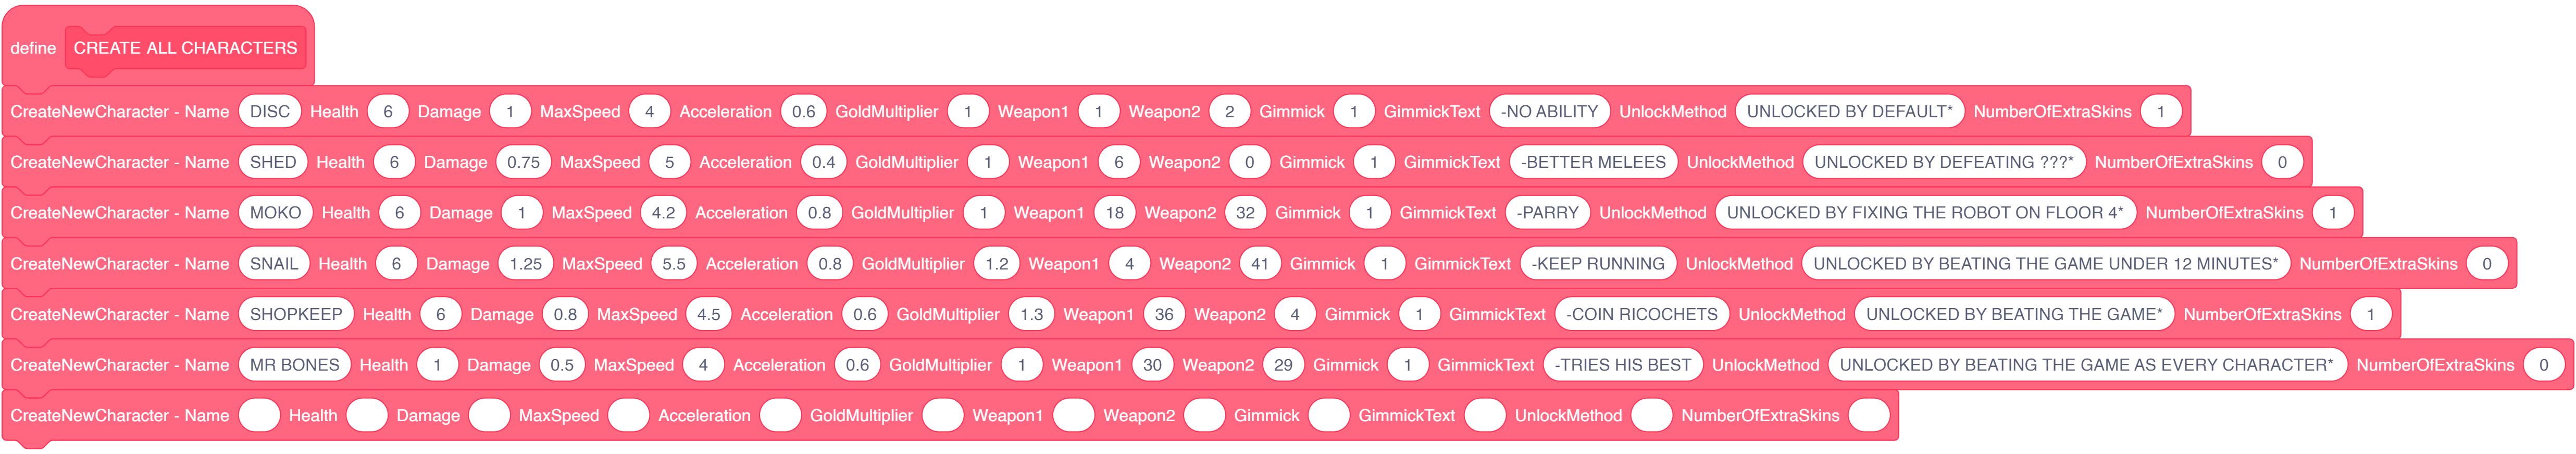 define CREATE ALL CHARACTERS
CreateNewCharacter - Name DISC Health 6 Damage 1 MaxSpeed 4 Acceleration 0.6 GoldMultiplier 1 Weapon1 1 Weapon2 2 Gimmick 1 GimmickText -NO ABILITY UnlockMethod UNLOCKED BY DEFAULT* NumberOfExtraSkins 1
CreateNewCharacter - Name SHED Health 6 Damage 0.75 MaxSpeed 5 Acceleration 0.4 GoldMultiplier 1 Weapon1 6 Weapon2 0 Gimmick 1 GimmickText -BETTER MELEES UnlockMethod UNLOCKED BY DEFEATING ???* NumberOfExtraSkins 0
CreateNewCharacter - Name MOKO Health 6 Damage 1 MaxSpeed 4.2 Acceleration 0.8 GoldMultiplier 1 Weapon1 18 Weapon2 32 Gimmick 1 GimmickText -PARRY UnlockMethod UNLOCKED BY FIXING THE ROBOT ON FLOOR 4* NumberOfExtraSkins 1
CreateNewCharacter - Name SNAIL Health 6 Damage 1.25 MaxSpeed 5.5 Acceleration 0.8 GoldMultiplier 1.2 Weapon1 4 Weapon2 41 Gimmick 1 GimmickText -KEEP RUNNING UnlockMethod UNLOCKED BY BEATING THE GAME UNDER 12 MINUTES* NumberOfExtraSkins 0
CreateNewCharacter - Name SHOPKEEP Health 6 Damage 0.8 MaxSpeed 4.5 Acceleration 0.6 GoldMultiplier 1.3 Weapon1 36 Weapon2 4 Gimmick 1 GimmickText -COIN RICOCHETS UnlockMethod UNLOCKED BY BEATING THE GAME* NumberOfExtraSkins 1
CreateNewCharacter - Name MR BONES Health 1 Damage 0.5 MaxSpeed 4 Acceleration 0.6 GoldMultiplier 1 Weapon1 30 Weapon2 29 Gimmick 1 GimmickText -TRIES HIS BEST UnlockMethod UNLOCKED BY BEATING THE GAME AS EVERY CHARACTER* NumberOfExtraSkins 0
CreateNewCharacter - Name Health Damage MaxSpeed Acceleration GoldMultiplier Weapon1 Weapon2 Gimmick GimmickText UnlockMethod NumberOfExtraSkins